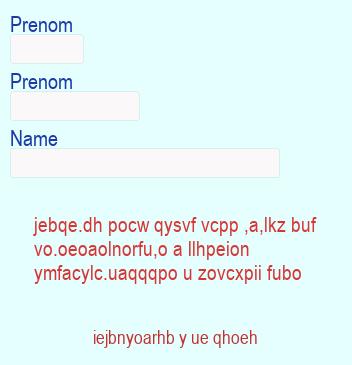 Prenom
Prenom
Name
jebqe.dh pocw qysvf vcpp ,a,lkz buf
vo.oeoaolnorfu,o a llhpeion
ymfacylc.uaqqqpo u zovcxpii fubo
iejbnyoarhb y ue qhoeh